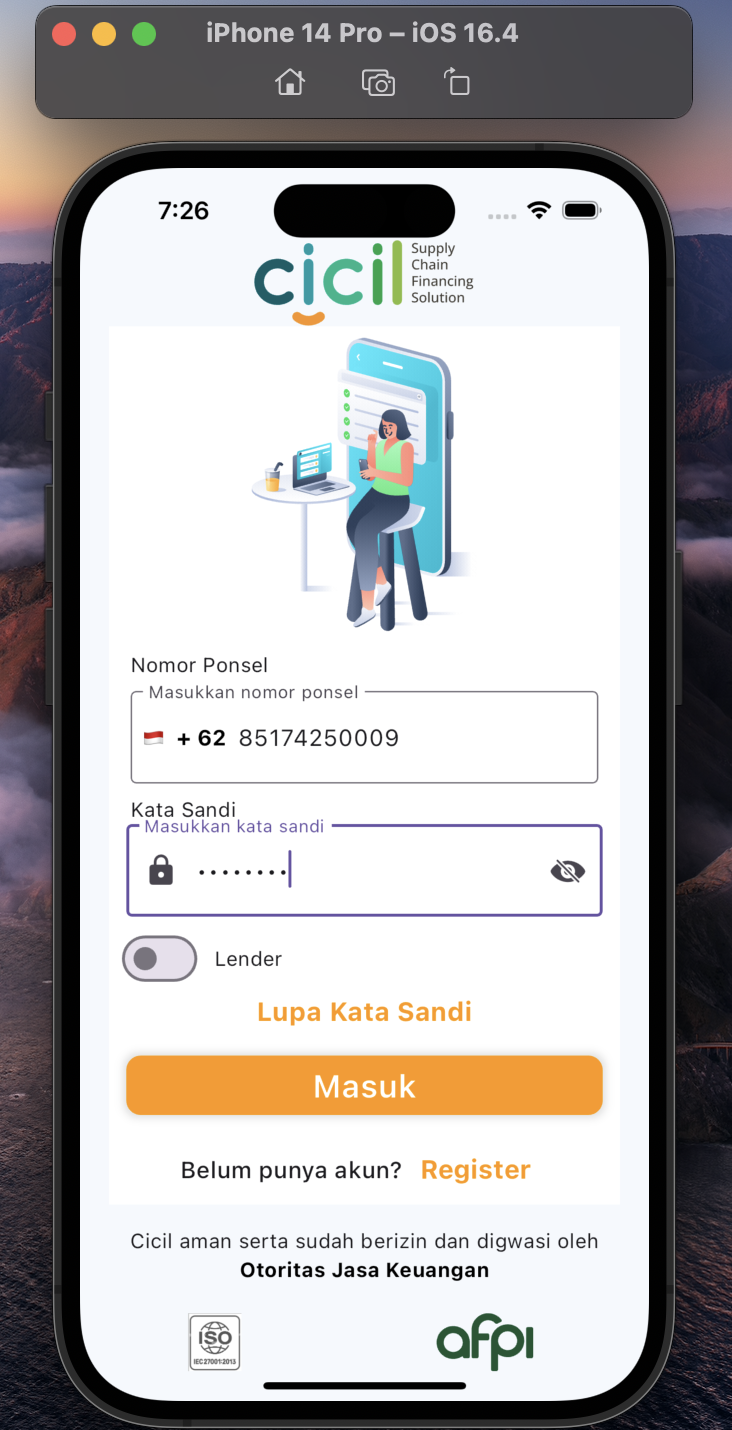 iPhone 14 Pro – iOS 16.4
7:26
cicil
Supply
Chain
Financing
Solution
Nomor Ponsel
Masukkan nomor ponsel
+ 62 85174250009
Kata Sandi
Masukkan kata sandi
••••••••
Lender
Lupa Kata Sandi
Masuk
Belum punya akun? Register
Cicil aman serta sudah berizin dan digwasi oleh
Otoritas Jasa Keuangan
ISO
IEC 27001:2013
afpi